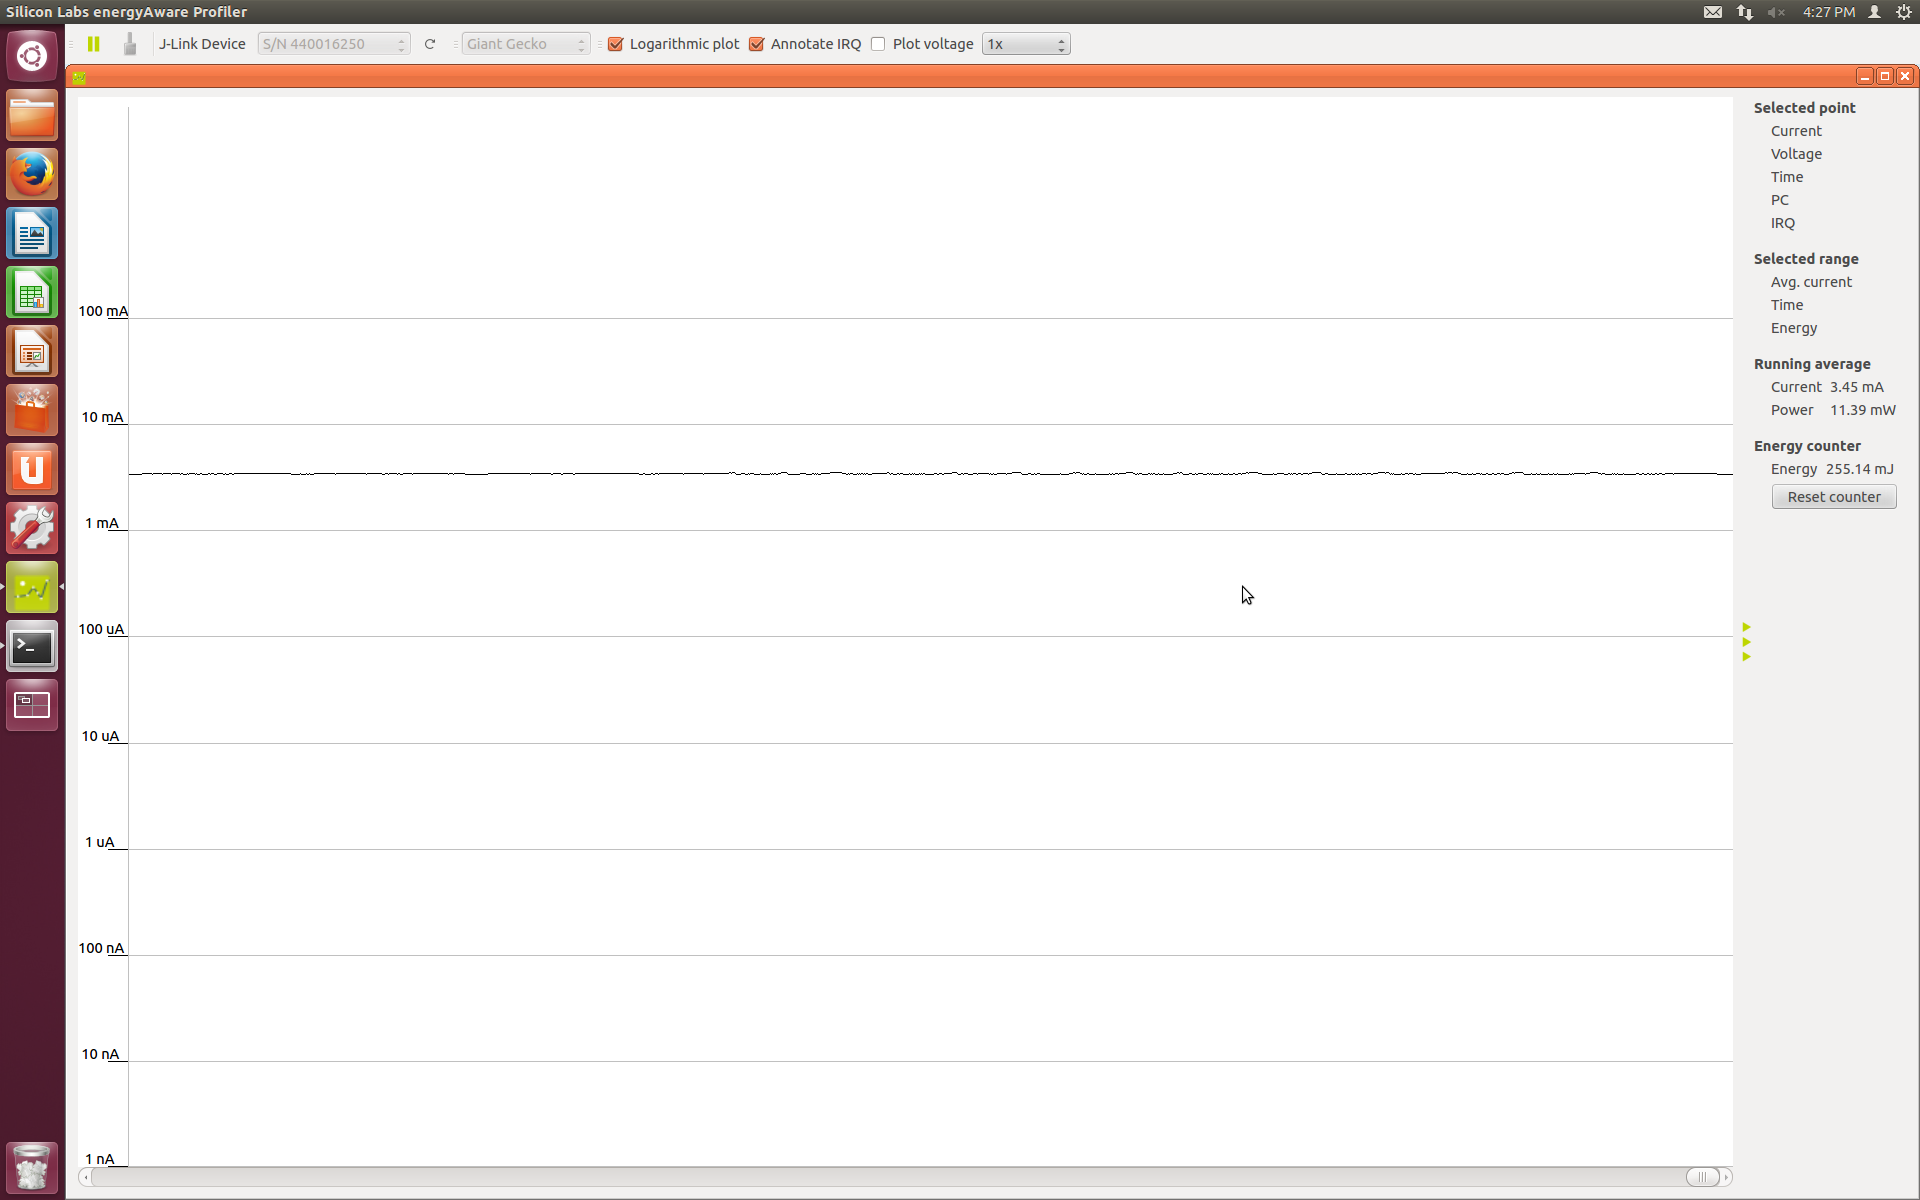 Silicon Labs energyAware Profiler
4:27 PM
J-Link Device S/N 440016250 Giant Gecko Logarithmic plot Annotate IRQ Plot voltage 1x
100 mA
10 mA
1 mA
100 uA
10 uA
1 uA
100 nA
10 nA
1 nA
Selected point
Current
Voltage
Time
PC
IRQ
Selected range
Avg. current
Time
Energy
Running average
Current 3.45 mA
Power 11.39 mW
Energy counter
Energy 255.14 mJ
Reset counter